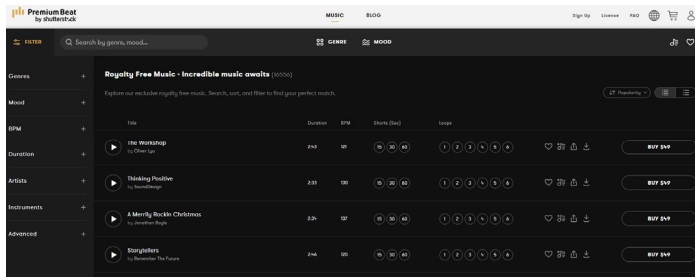 PremiumBeat
by shutterstock
MUSIC BLOG
Sign Up License FAQ
FILTER Search by genre, mood... GENRE MOOD
Genres +
Mood +
BPM +
Duration +
Artists +
Instruments +
Advanced +
Royalty Free Music - Incredible music awaits (16556)
Explore our exclusive royalty free music. Search, sort, and filter to find your perfect match.
Popularity
Title Duration BPM Shorts (Sec) Loops
The Workshop
by Oliver Lyu
2:43 121 15 30 60 1 2 3 4 5 6 BUY $49
Thinking Positive
by SoundDesign
2:33 130 15 30 60 1 2 3 4 5 6 BUY $49
A Merrily Rockin Christmas
by Jonathan Boyle
2:24 137 15 30 60 1 2 3 4 5 6 BUY $49
Storytellers
by Remember The Future
2:46 120 15 30 60 1 2 3 4 5 6 BUY $49